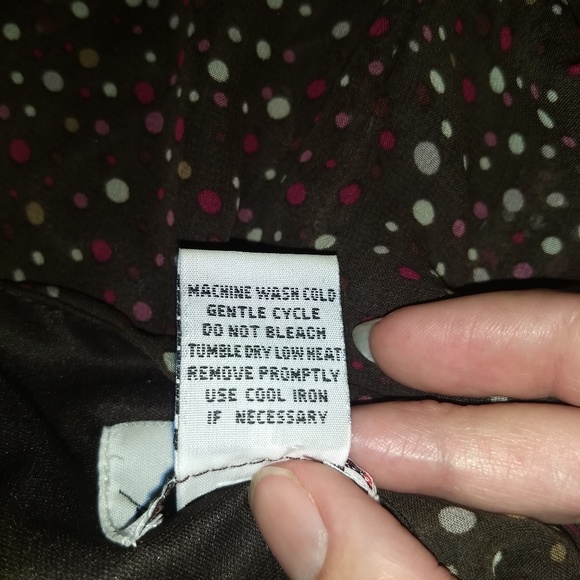 MACHINE WASH COLD
GENTLE CYCLE
DO NOT BLEACH
TUMBLE DRY LOW HEAT
REMOVE PROMPTLY
USE COOL IRON
IF NECESSARY